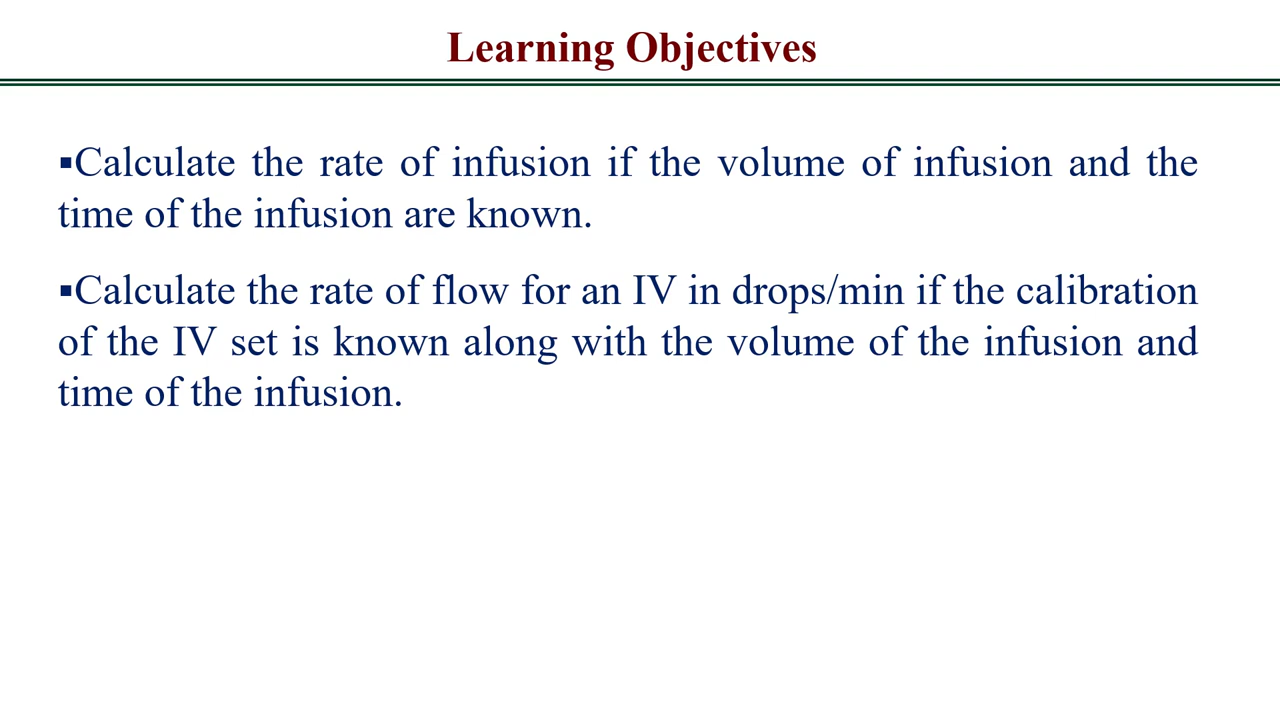 Learning Objectives
▪Calculate the rate of infusion if the volume of infusion and the
time of the infusion are known.
▪Calculate the rate of flow for an IV in drops/min if the calibration
of the IV set is known along with the volume of the infusion and
time of the infusion.